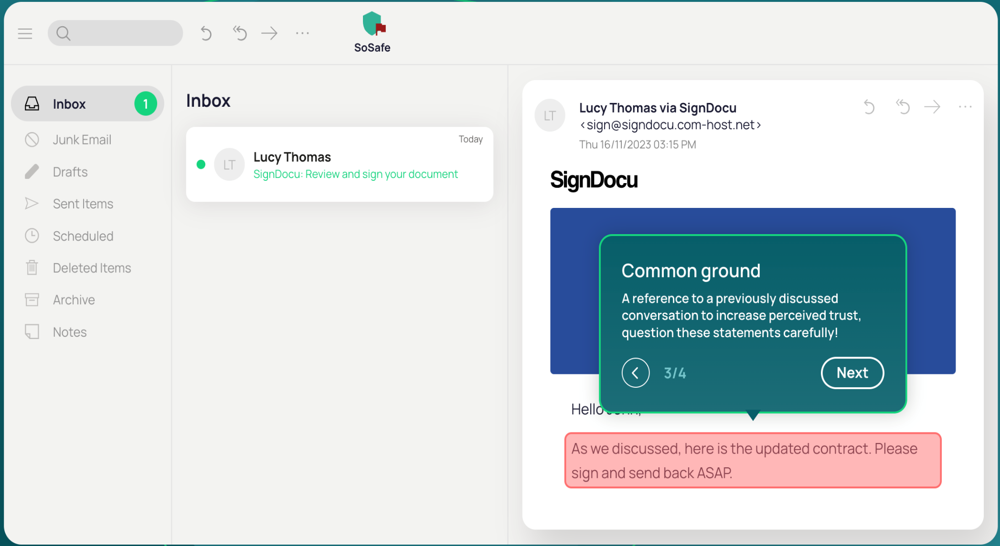 SoSafe
Inbox
1
Junk Email
Drafts
Sent Items
Scheduled
Deleted Items
Archive
Notes
Inbox
Today
LT
Lucy Thomas
SignDocu: Review and sign your document
LT
Lucy Thomas via SignDocu
<sign@signdocu.com-host.net>
Thu 16/11/2023 03:15 PM
SignDocu
Common ground
A reference to a previously discussed
conversation to increase perceived trust,
question these statements carefully!
3/4
Next
Hello
As we discussed, here is the updated contract. Please
sign and send back ASAP.